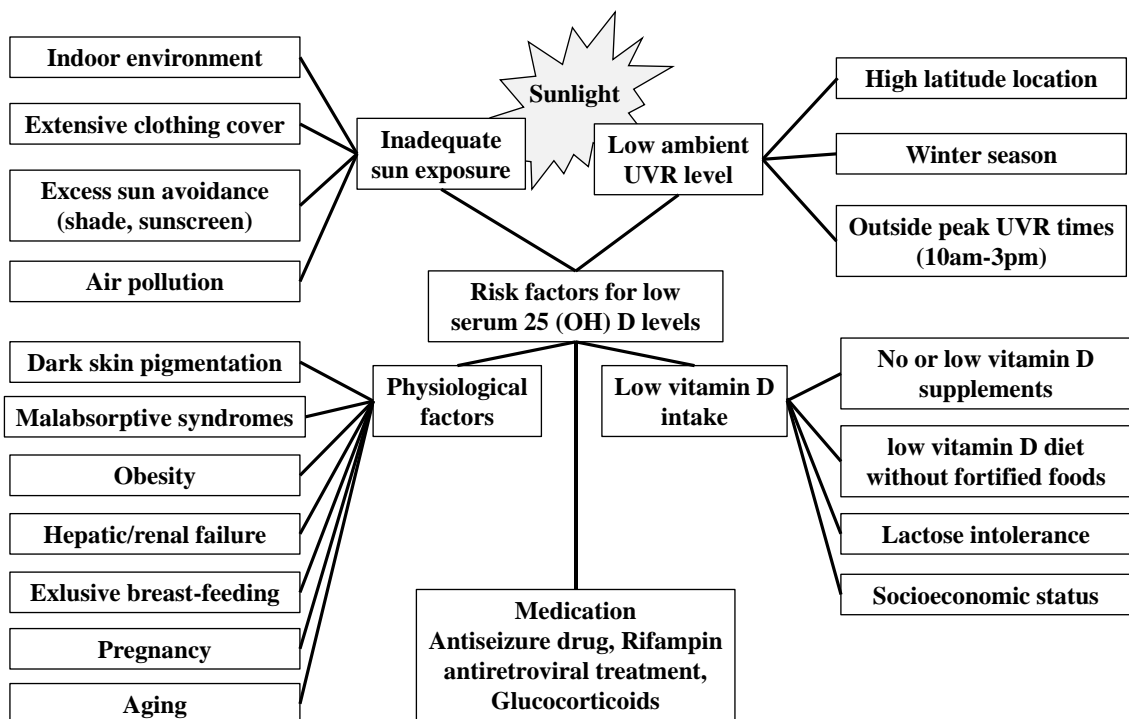 Sunlight
Indoor environment
Extensive clothing cover
Excess sun avoidance
(shade, sunscreen)
Air pollution
Inadequate
sun exposure
Low ambient
UVR level
High latitude location
Winter season
Outside peak UVR times
(10am-3pm)
Risk factors for low
serum 25 (OH) D levels
Dark skin pigmentation
Malabsorptive syndromes
Obesity
Hepatic/renal failure
Exlusive breast-feeding
Pregnancy
Aging
Physiological
factors
Low vitamin D
intake
No or low vitamin D
supplements
low vitamin D diet
without fortified foods
Lactose intolerance
Socioeconomic status
Medication
Antiseizure drug, Rifampin
antiretroviral treatment,
Glucocorticoids